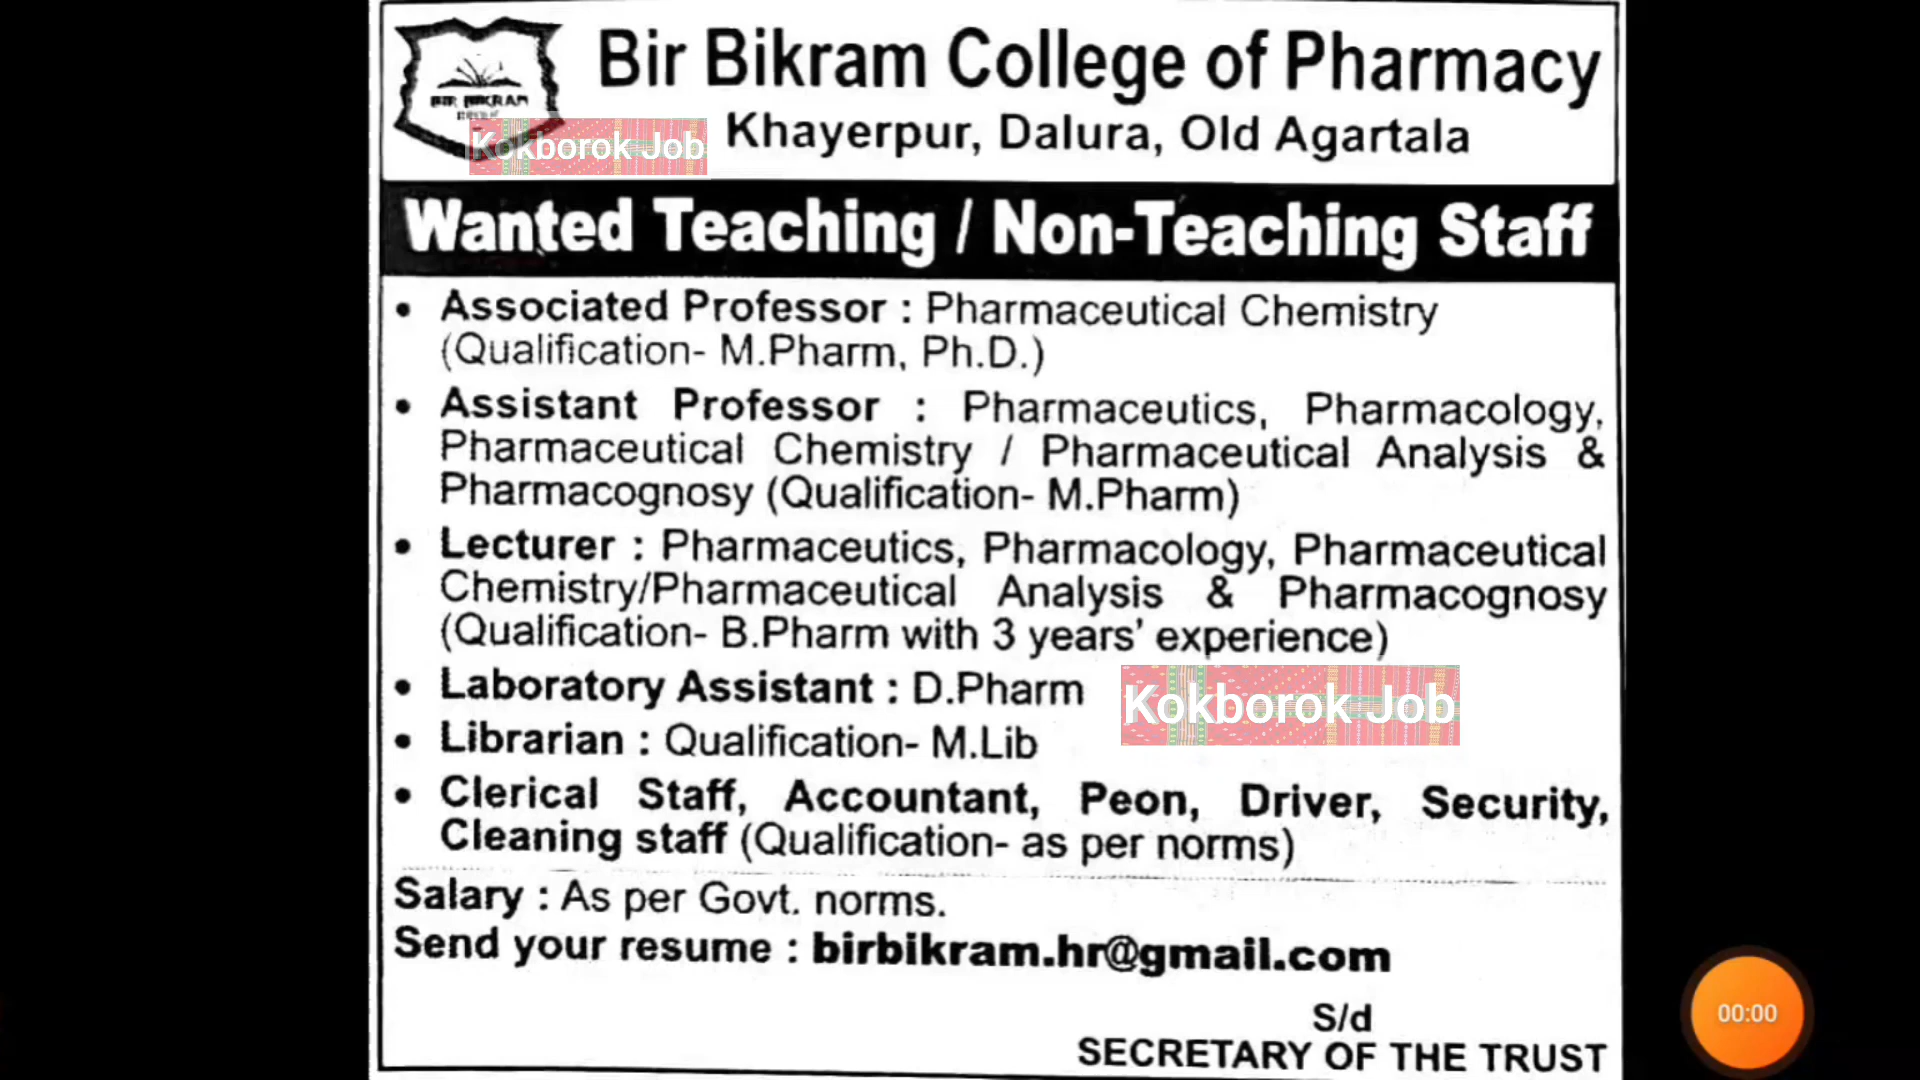 Bir Bikram College of Pharmacy
BIR BIKRAM
Kokborok Job
Khayerpur, Dalura, Old Agartala
Wanted Teaching / Non-Teaching Staff
• Associated Professor : Pharmaceutical Chemistry
(Qualification- M.Pharm, Ph.D.)
• Assistant Professor : Pharmaceutics, Pharmacology,
Pharmaceutical Chemistry / Pharmaceutical Analysis &
Pharmacognosy (Qualification- M.Pharm)
• Lecturer : Pharmaceutics, Pharmacology, Pharmaceutical
Chemistry/Pharmaceutical Analysis & Pharmacognosy
(Qualification- B.Pharm with 3 years' experience)
• Laboratory Assistant : D.Pharm
Kokborok Job
• Librarian : Qualification- M.Lib
• Clerical Staff, Accountant, Peon, Driver, Security,
Cleaning staff (Qualification- as per norms)
Salary : As per Govt. norms.
Send your resume : birbikram.hr@gmail.com
S/d
SECRETARY OF THE TRUST
00:00